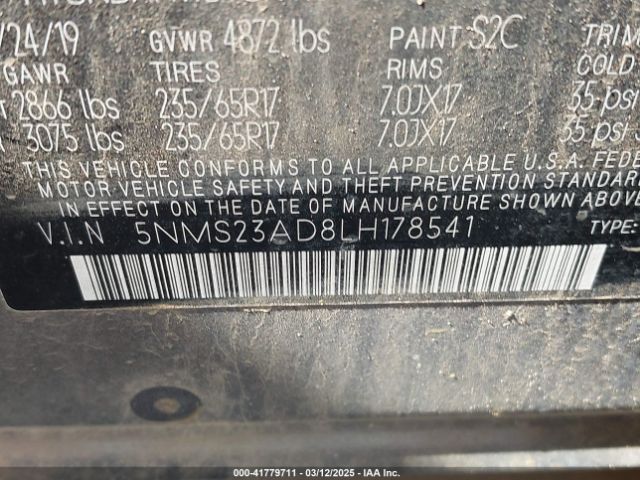 /24/19 GVWR 4872 lbs PAINT S2C TRIM
GAWR TIRES RIMS COLD
2866 lbs 235/65R17 7.0JX17 35 psi
3075 lbs 235/65R17 7.0JX17 35 psi
THIS VEHICLE CONFORMS TO ALL APPLICABLE U.S.A. FEDE
MOTOR VEHICLE SAFETY AND THEFT PREVENTION STANDAR
IN EFFECT ON THE DATE OF MANUFACTURE SHOWN ABOVE
V.I.N 5NMS23AD8LH178541 TYPE:
000-41779711 - 03/12/2025 - IAA Inc.